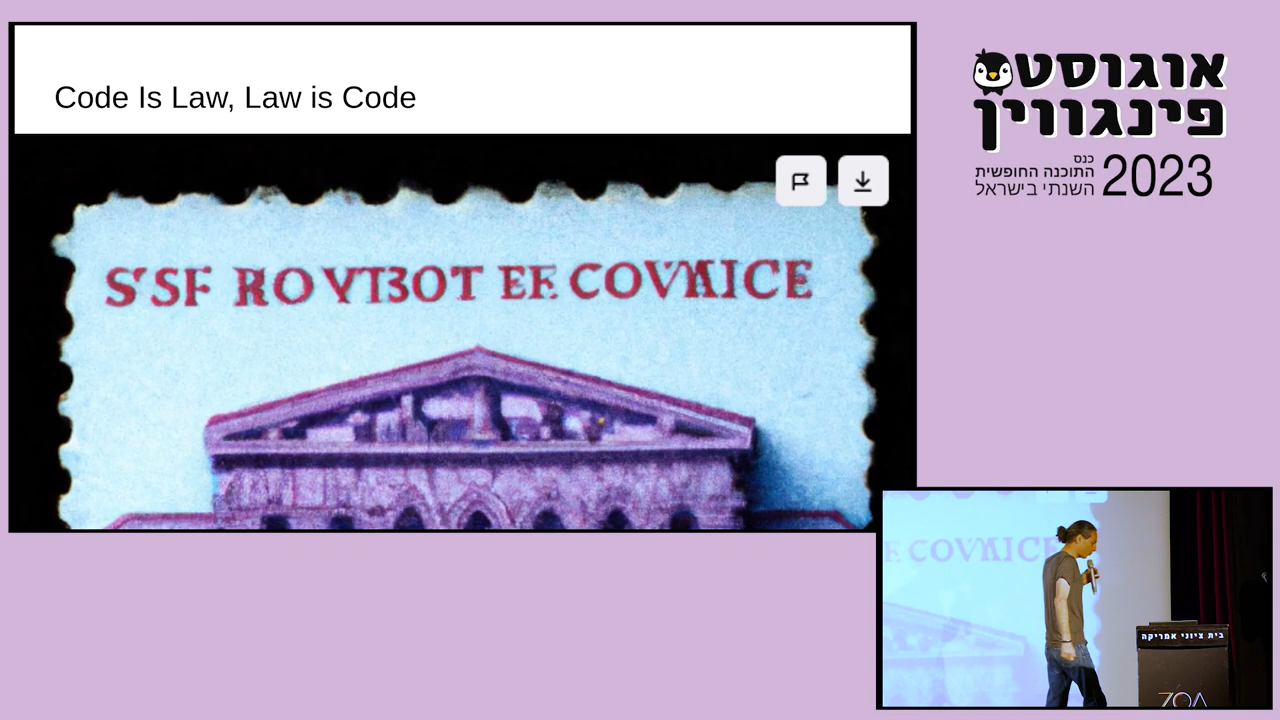 Code Is Law, Law is Code
S'SF ROVTBOT EF COVMICE
אוגוסט
פינגווין
כנס
התוכנה החופשית
השנתי בישראל
2023
COVMICE
בית ציוני אמריקה
ZOA